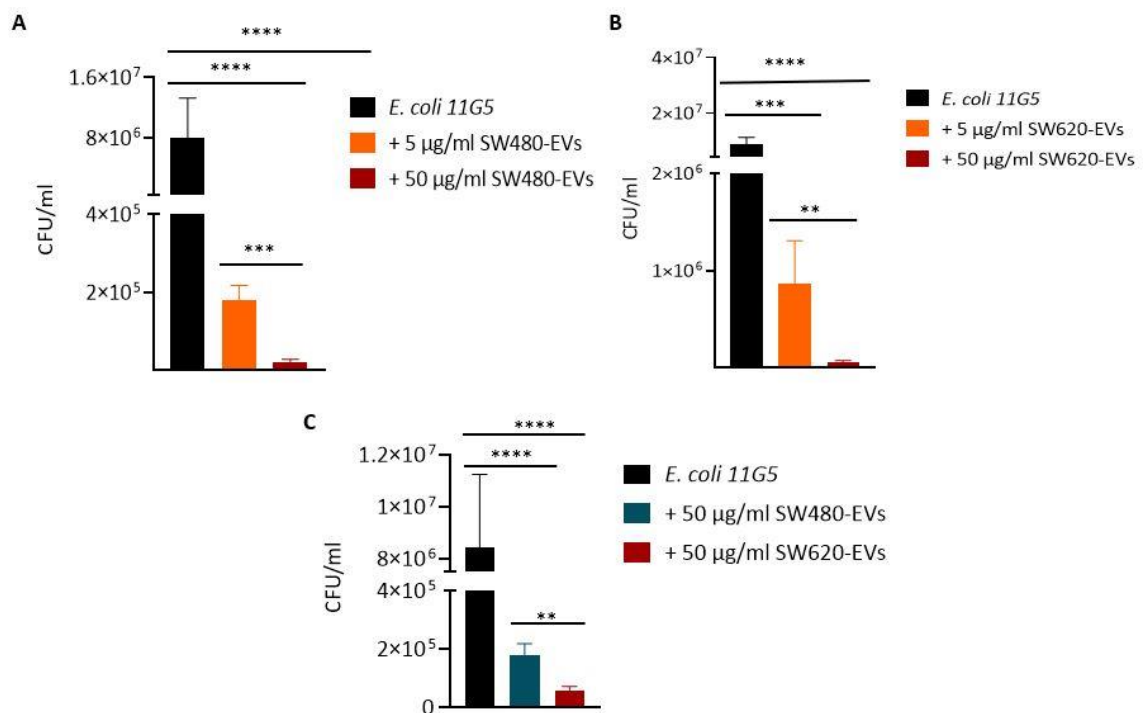 A
****
****
1.6×10⁷
8×10⁶
4×10⁵
2×10⁵
CFU/ml
***
E. coli 11G5
+ 5 µg/ml SW480-EVs
+ 50 µg/ml SW480-EVs
B
4×10⁷
2×10⁷
2×10⁶
1×10⁶
CFU/ml
****
***
**
E. coli 11G5
+ 5 µg/ml SW620-EVs
+ 50 µg/ml SW620-EVs
C
****
****
1.2×10⁷
1×10⁷
8×10⁶
4×10⁵
2×10⁵
0
CFU/ml
**
E. coli 11G5
+ 50 µg/ml SW480-EVs
+ 50 µg/ml SW620-EVs